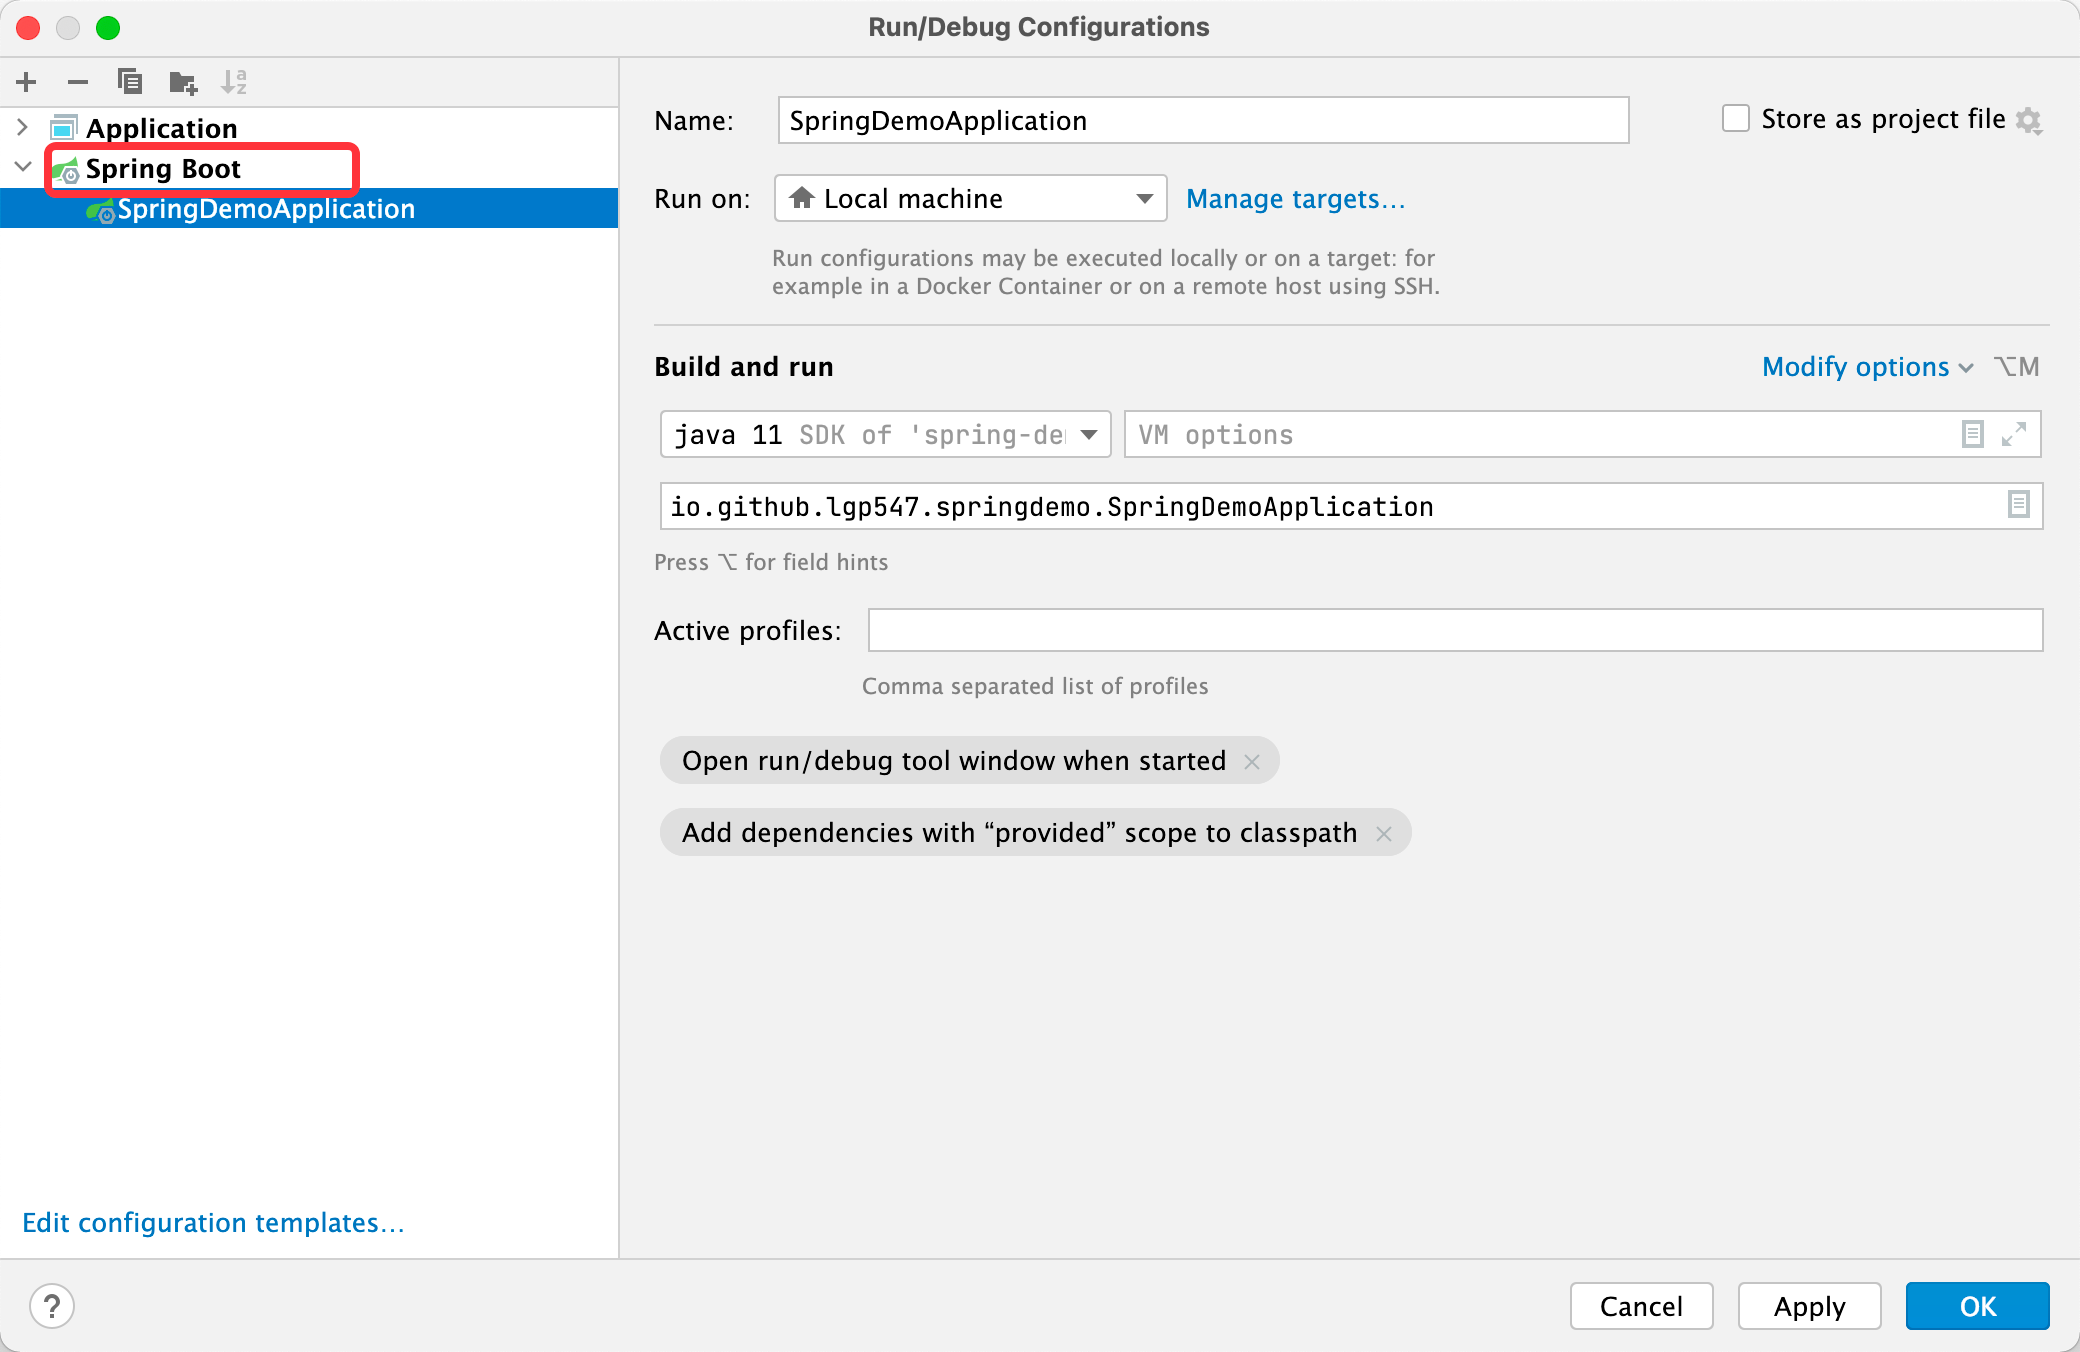 Run/Debug Configurations
Application
Spring Boot
SpringDemoApplication
Edit configuration templates...
Name:
SpringDemoApplication
Store as project file
Run on:
Local machine
Manage targets...
Run configurations may be executed locally or on a target: for
example in a Docker Container or on a remote host using SSH.
Build and run
Modify options ⌥M
java 11 SDK of 'spring-de
VM options
io.github.lgp547.springdemo.SpringDemoApplication
Press ⌥ for field hints
Active profiles:
Comma separated list of profiles
Open run/debug tool window when started
Add dependencies with “provided” scope to classpath
?
Cancel
Apply
OK